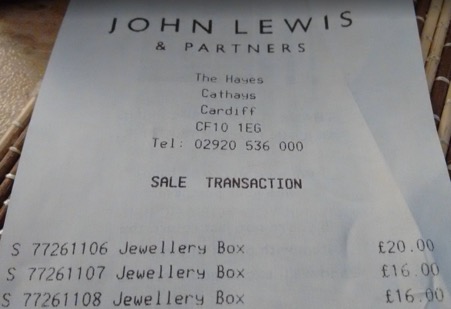 JOHN LEWIS
& PARTNERS
The Hayes
Cathays
Cardiff
CF10 1EG
Tel: 02920 536 000
SALE TRANSACTION
S 77261106 Jewellery Box £20.00
S 77261107 Jewellery Box £16.00
S 77261108 Jewellery Box £16.00